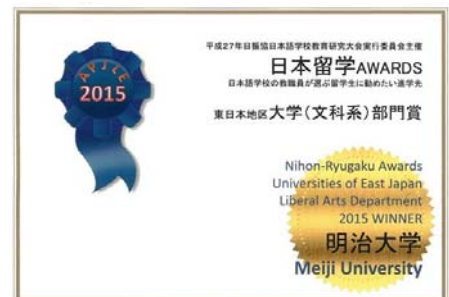 APJLE
2015
平成27年日振協日本語学校教育研究大会実行委員会主催
日本留学AWARDS
日本語学校の教職員が選ぶ留学生に勧めたい進学先
東日本地区大学(文科系)部門賞
Nihon-Ryugaku Awards
Universities of East Japan
Liberal Arts Department
2015 WINNER
明治大学
Meiji University